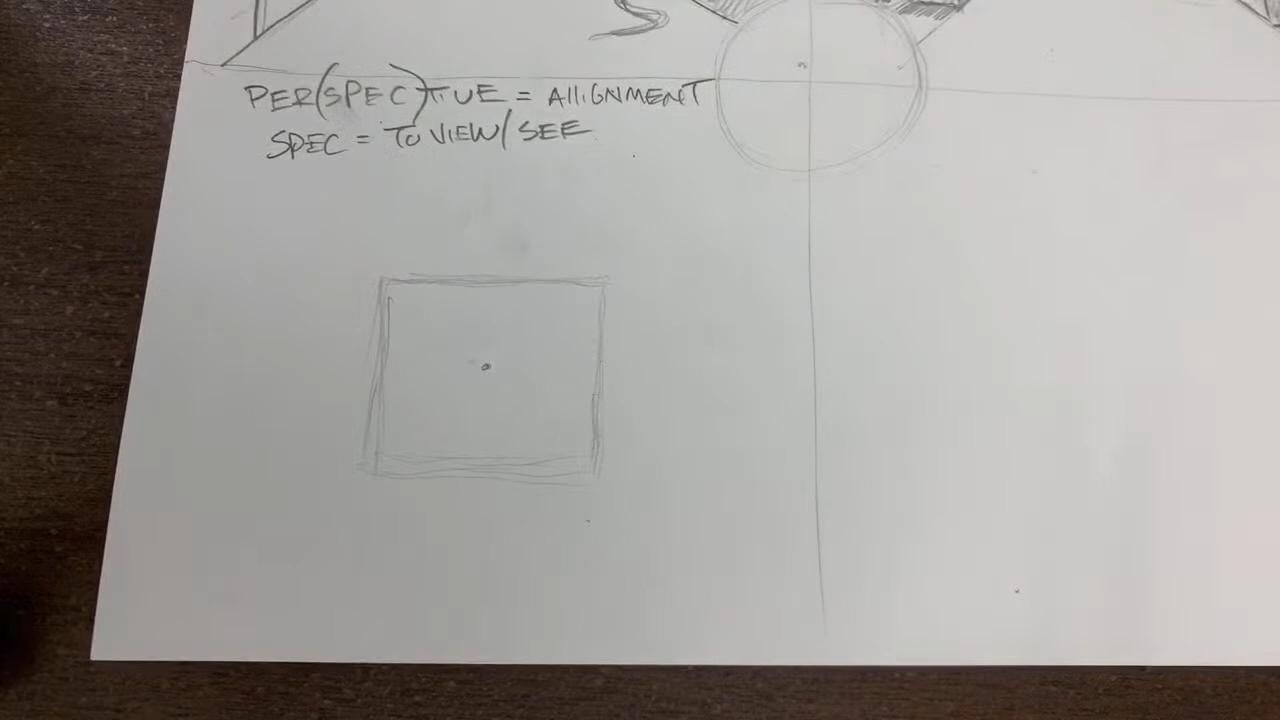 PER(SPEC)TIVE = AllIGNMENT
SPEC = TO VIEW/SEE